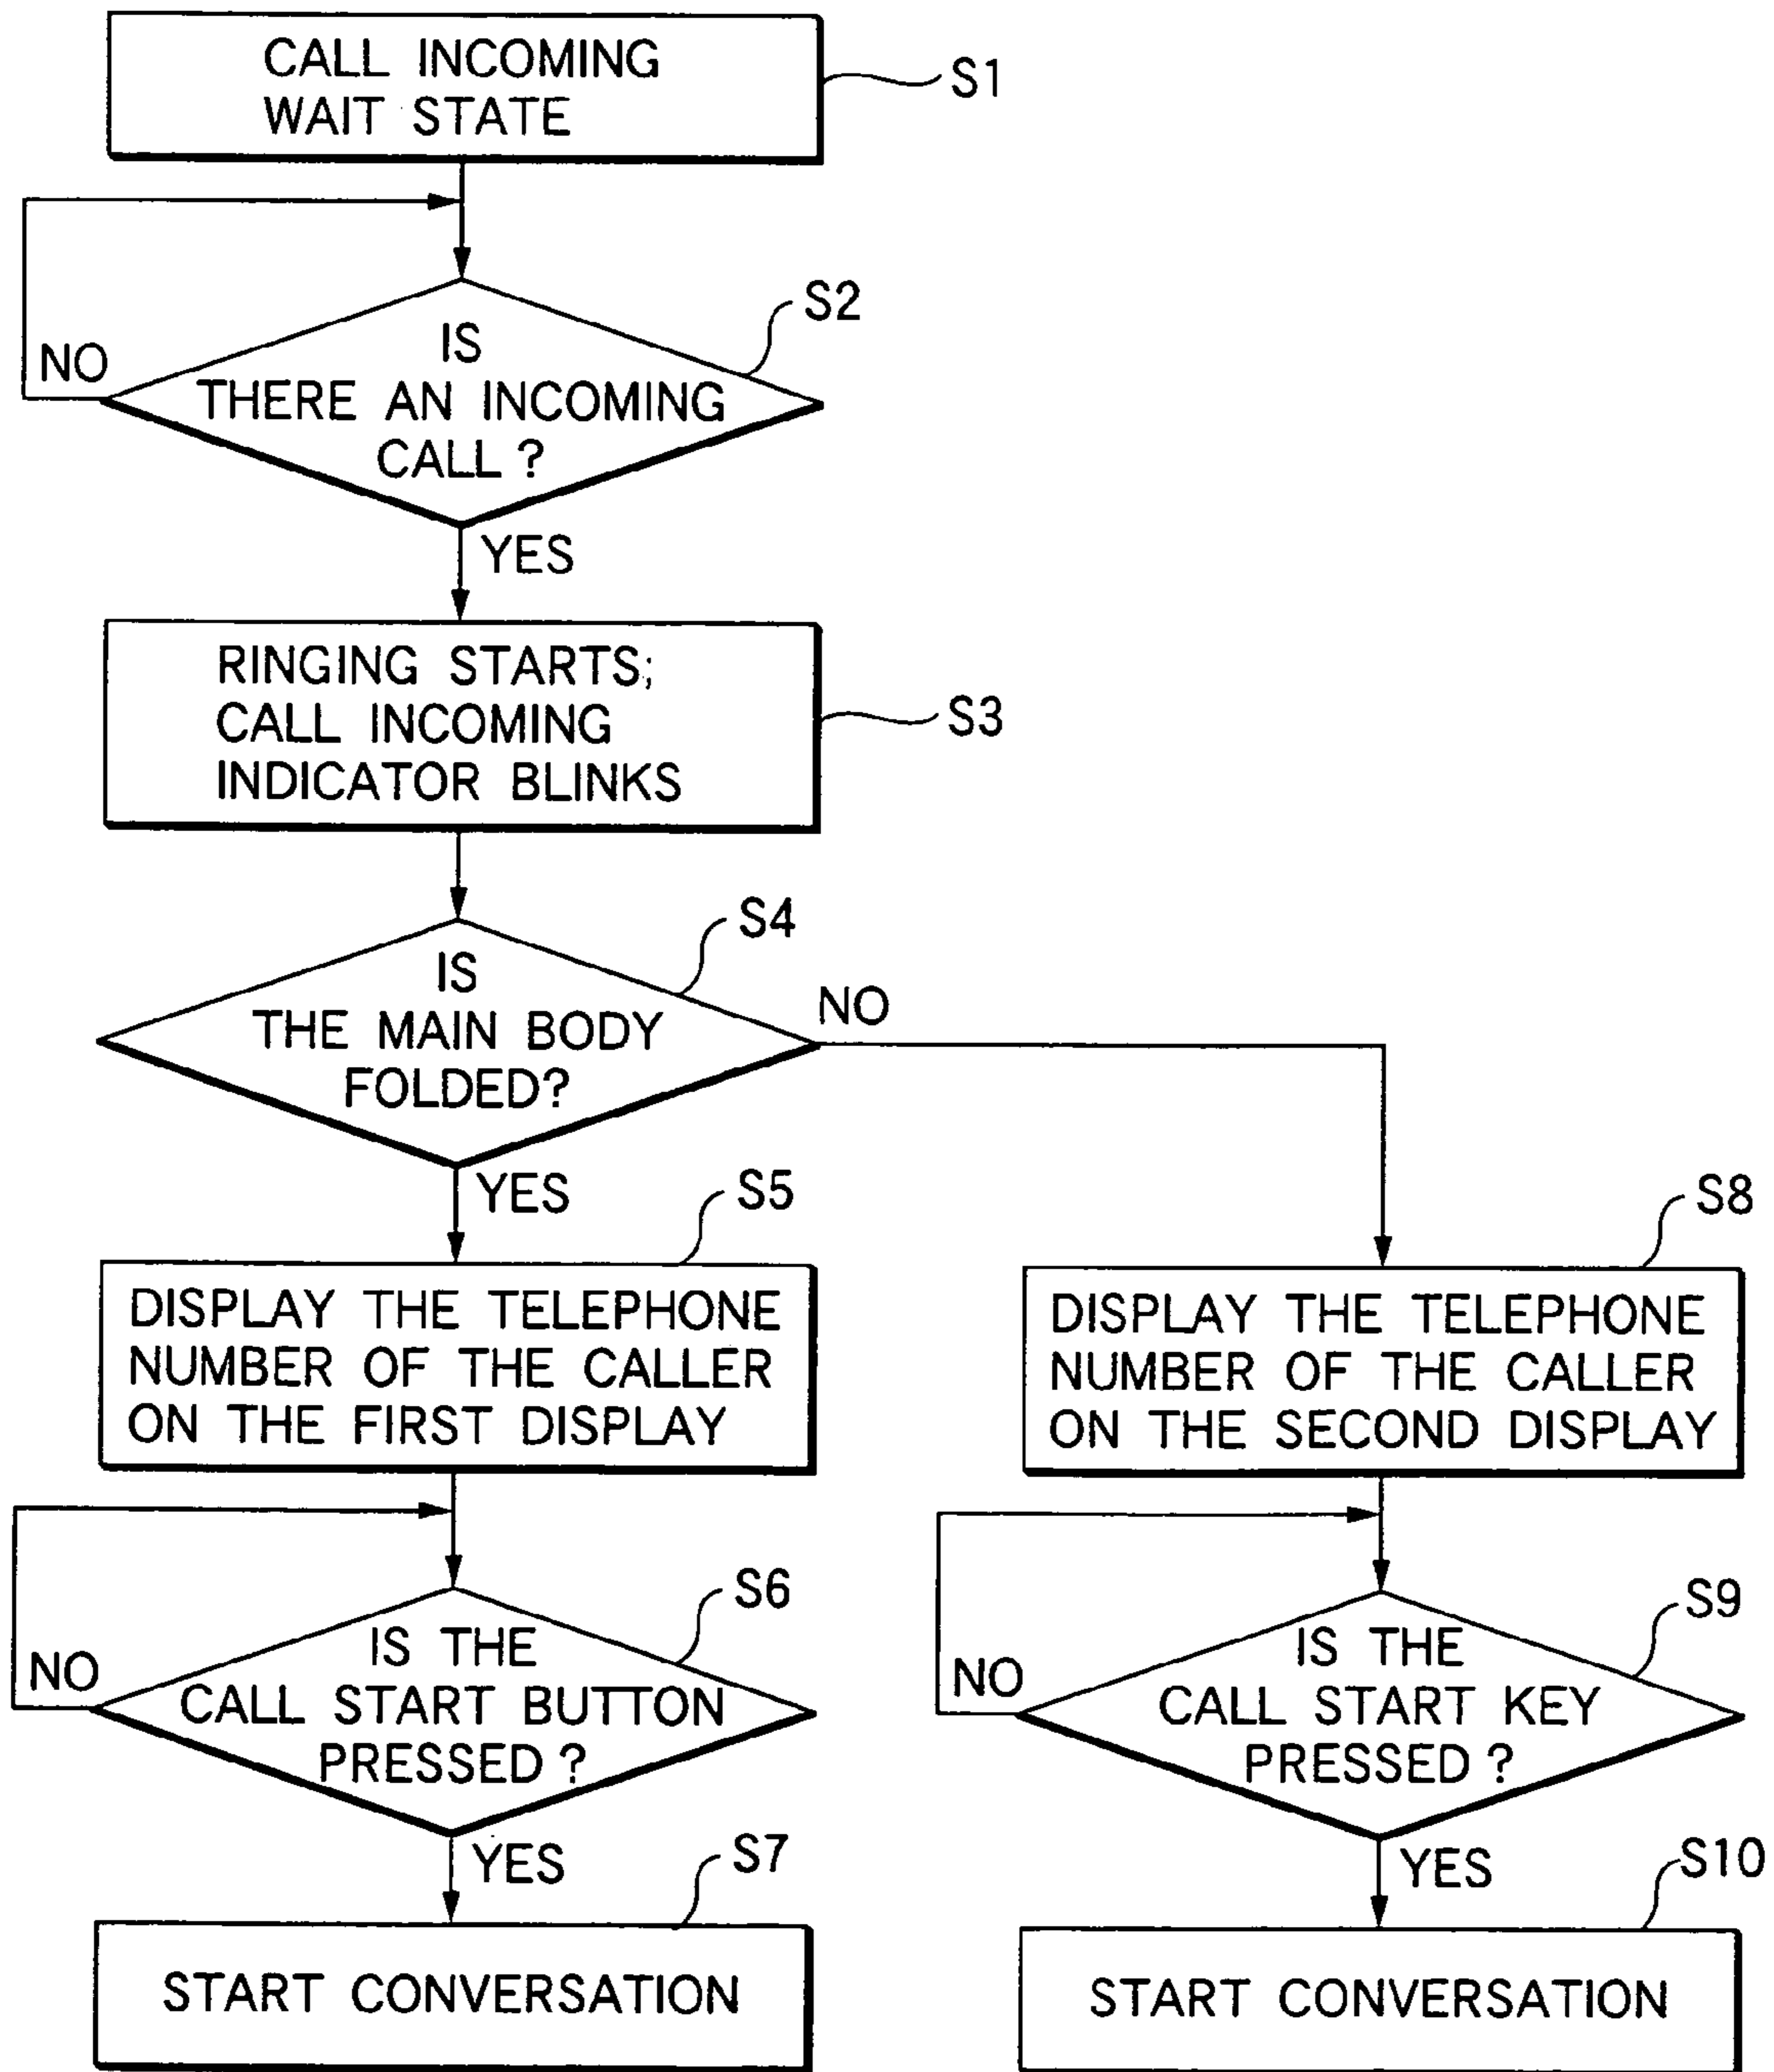 CALL INCOMING
WAIT STATE
S1
S2
NO
IS
THERE AN INCOMING
CALL ?
YES
RINGING STARTS;
CALL INCOMING
INDICATOR BLINKS
S3
S4
IS
THE MAIN BODY
FOLDED?
NO
YES
S5
DISPLAY THE TELEPHONE
NUMBER OF THE CALLER
ON THE FIRST DISPLAY
S6
NO
IS THE
CALL START BUTTON
PRESSED ?
YES
S7
START CONVERSATION
S8
DISPLAY THE TELEPHONE
NUMBER OF THE CALLER
ON THE SECOND DISPLAY
S9
NO
IS THE
CALL START KEY
PRESSED ?
YES
S10
START CONVERSATION